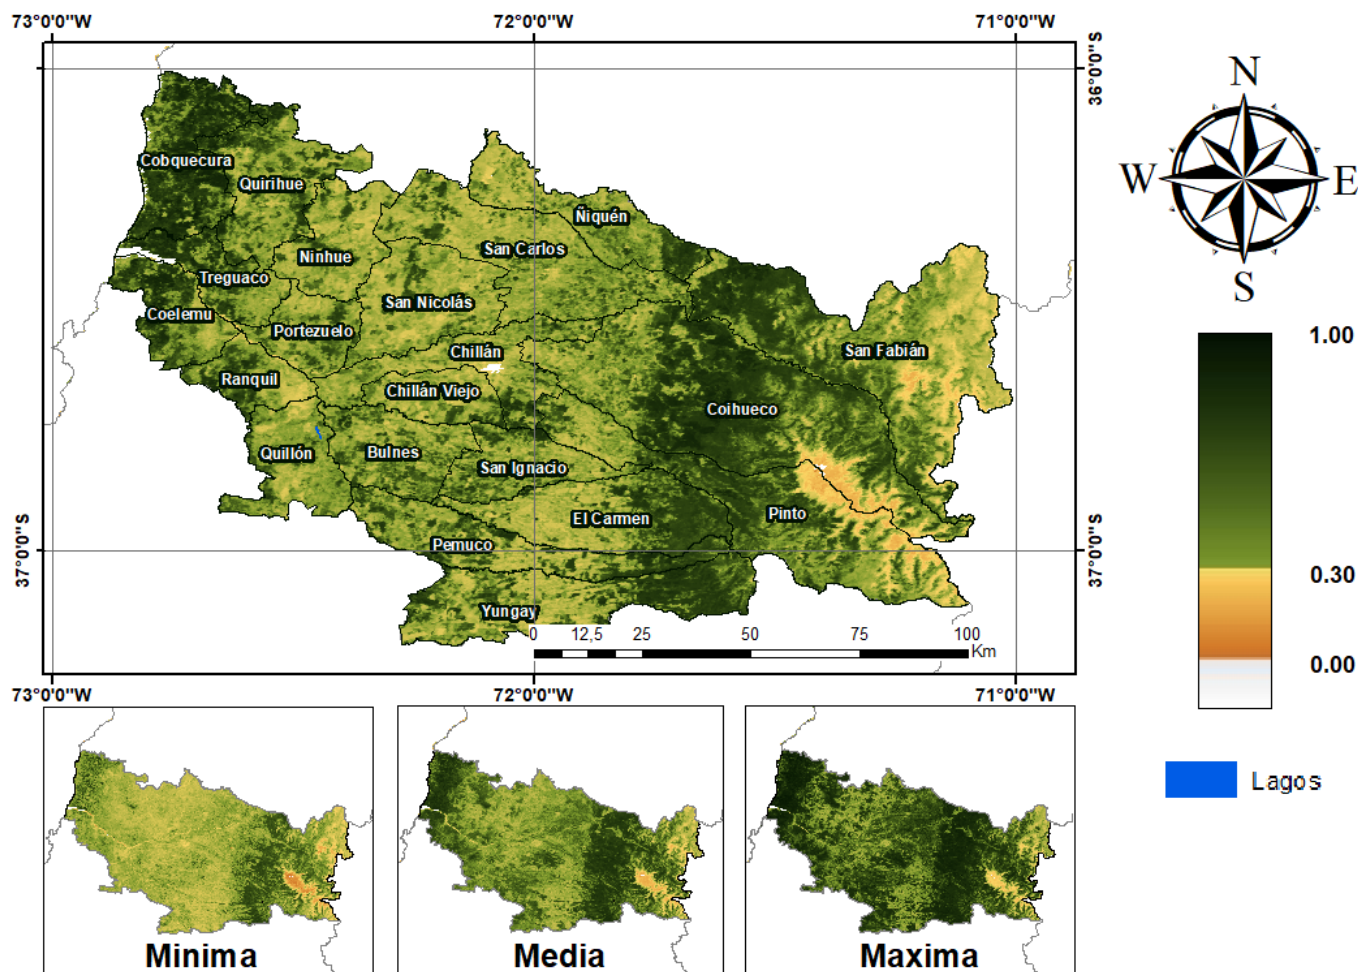 73°0'0"W
72°0'0"W
71°0'0"W
36°0'0"S
N
W
E
S
Cobquecura
Quirihue
Ñiquén
San Carlos
Ninhue
Treguaco
San Nicolás
Coelemu
Portezuelo
Chillán
San Fabián
Ranquil
Chillán Viejo
Coihueco
Quillón
Bulnes
San Ignacio
El Carmen
Pinto
Pemuco
Yungay
37°0'0"S
37°0'0"S
0 12,5 25 50 75 100
Km
73°0'0"W
72°0'0"W
71°0'0"W
1.00
0.30
0.00
Lagos
Minima
Media
Maxima